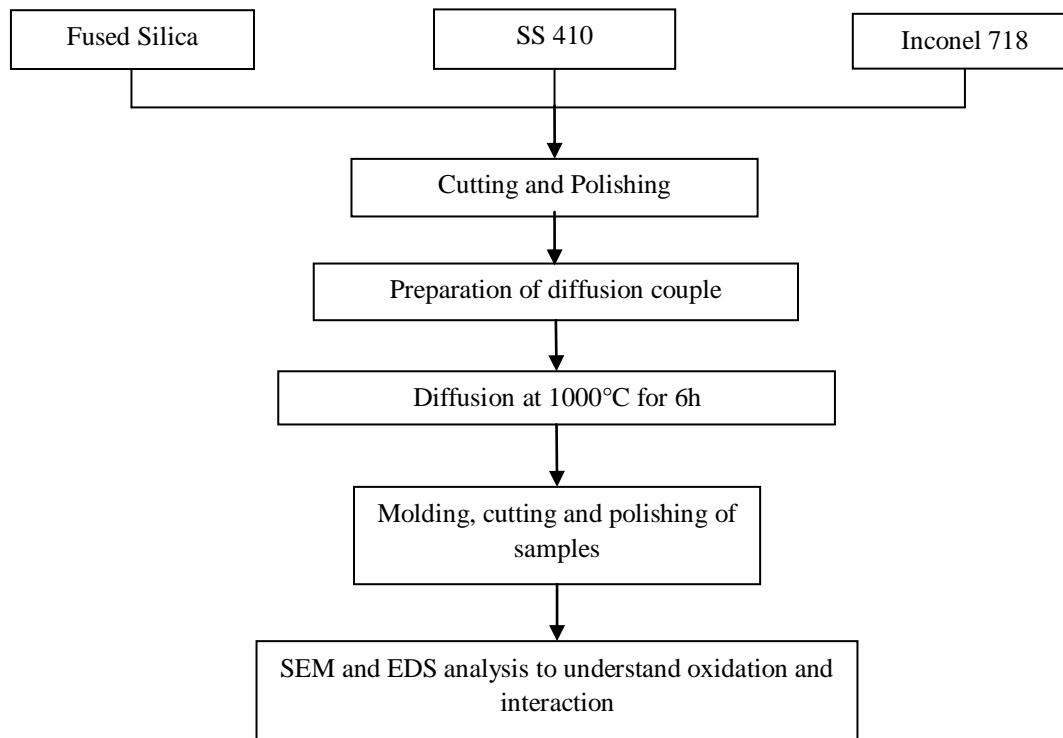 Fused Silica
SS 410
Inconel 718
Cutting and Polishing
Preparation of diffusion couple
Diffusion at 1000°C for 6h
Molding, cutting and polishing of
samples
SEM and EDS analysis to understand oxidation and
interaction